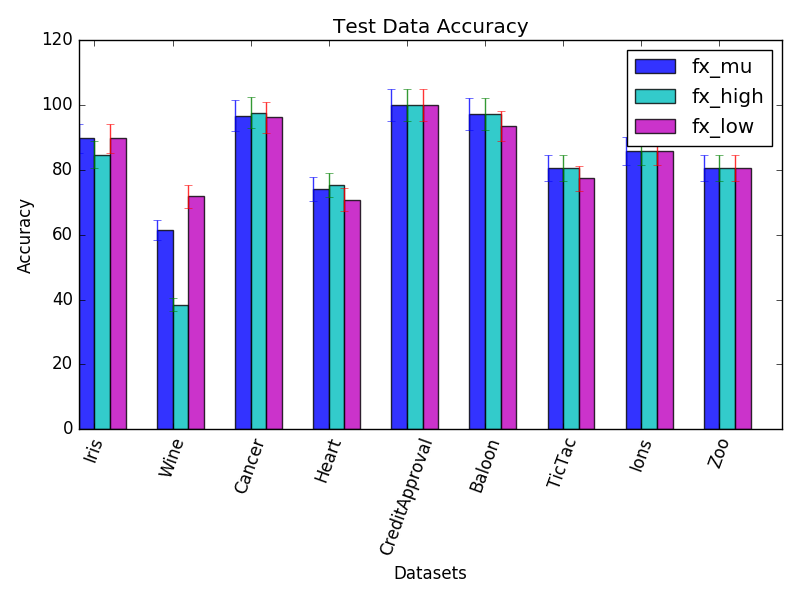 Test Data Accuracy
120
100
80
60
40
20
0
Accuracy
fx_mu
fx_high
fx_low
Iris
Wine
Cancer
Heart
CreditApproval
Baloon
TicTac
Ions
Zoo
Datasets